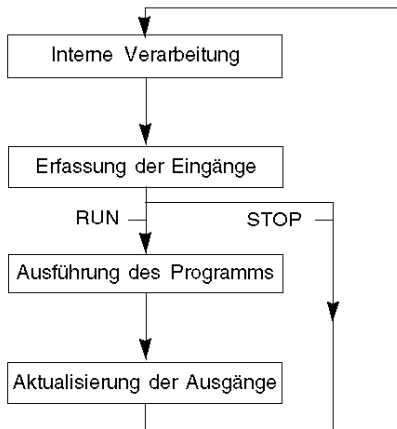 Interne Verarbeitung
Erfassung der Eingänge
RUN
STOP
Ausführung des Programms
Aktualisierung der Ausgänge